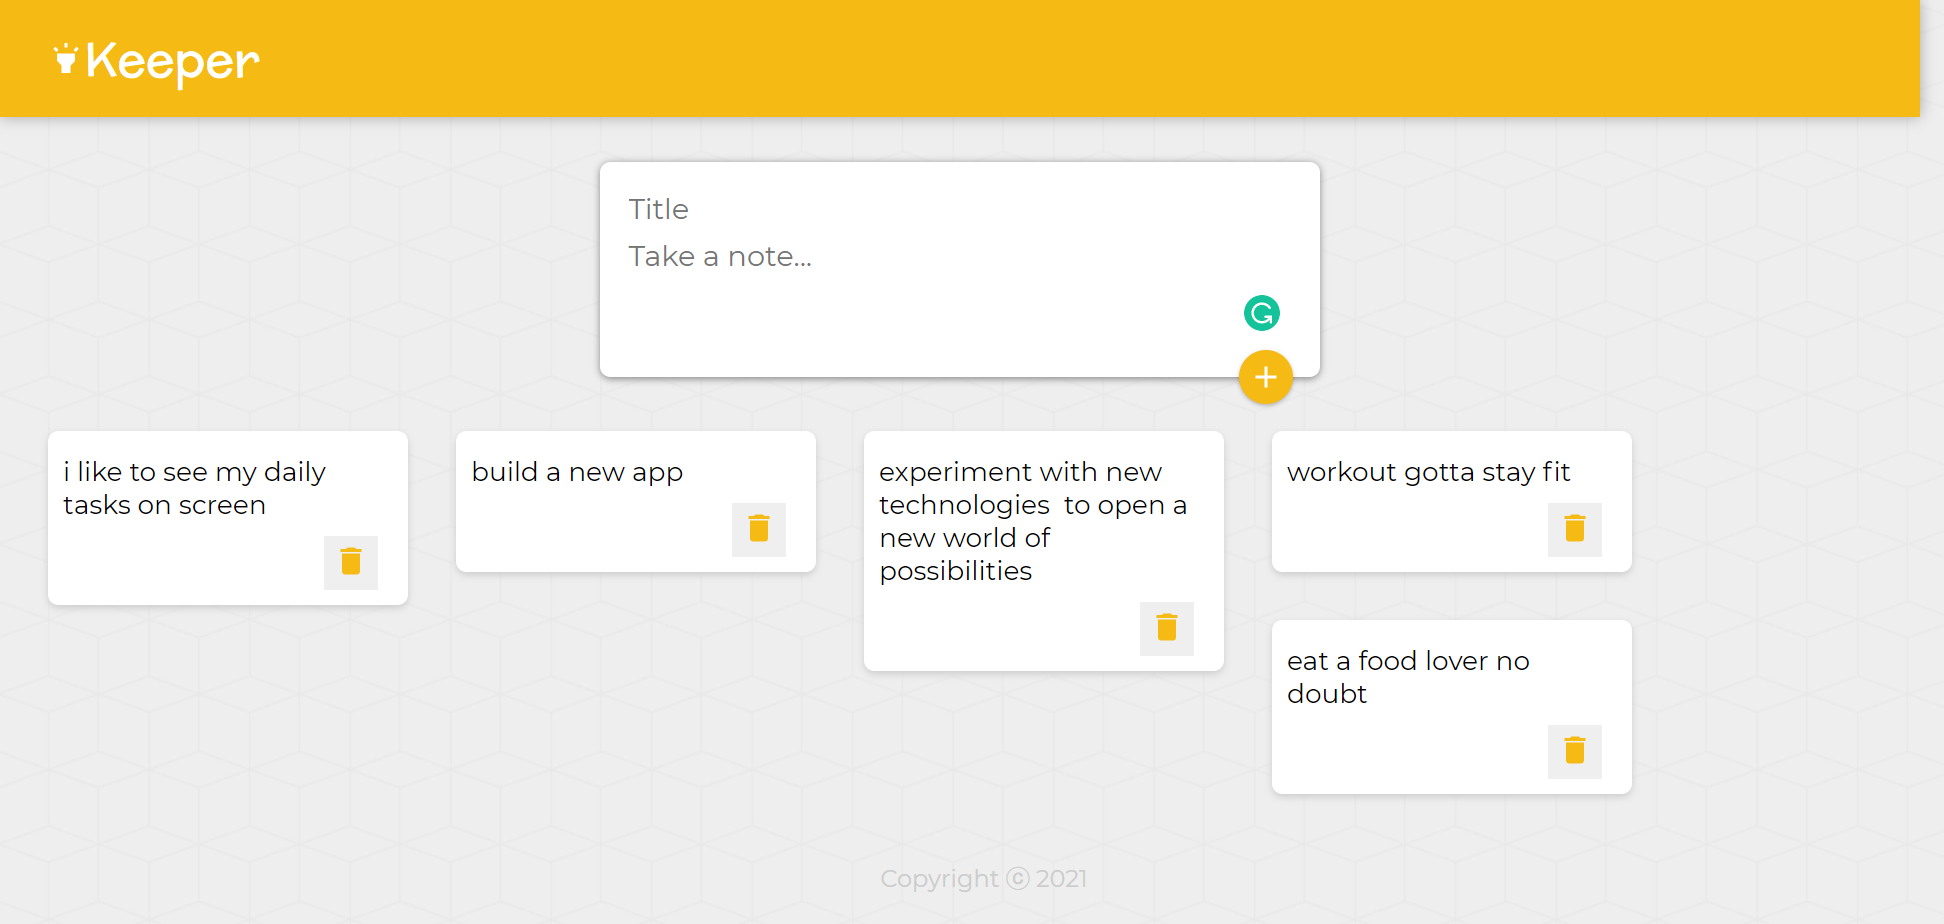 Keeper
Title
Take a note...
i like to see my daily
tasks on screen
build a new app
experiment with new
technologies  to open a
new world of
possibilities
workout gotta stay fit
eat a food lover no
doubt
Copyright ⓒ 2021